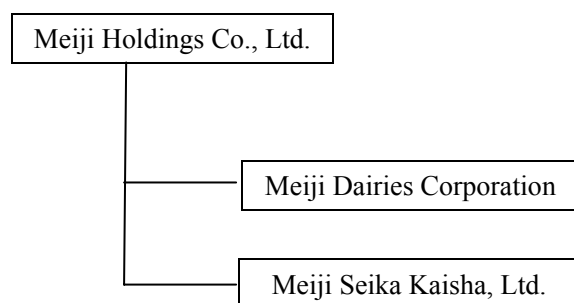 Meiji Holdings Co., Ltd.
Meiji Dairies Corporation
Meiji Seika Kaisha, Ltd.